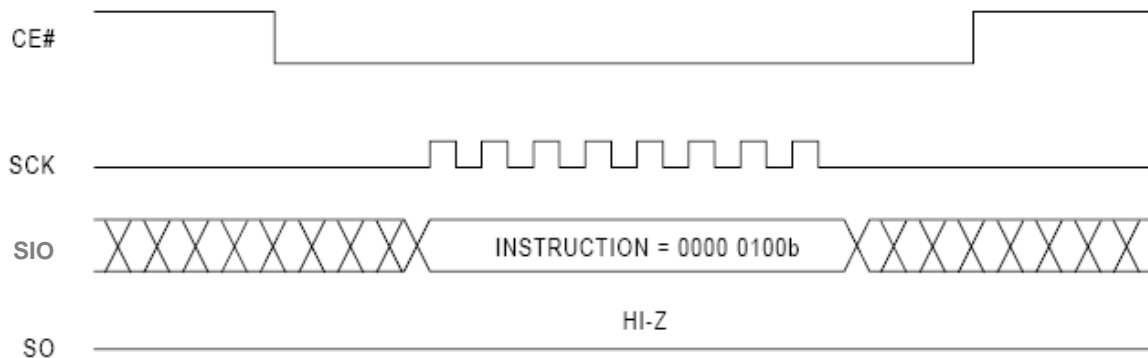 CE#
SCK
SIO
INSTRUCTION = 0000 0100b
HI-Z
SO